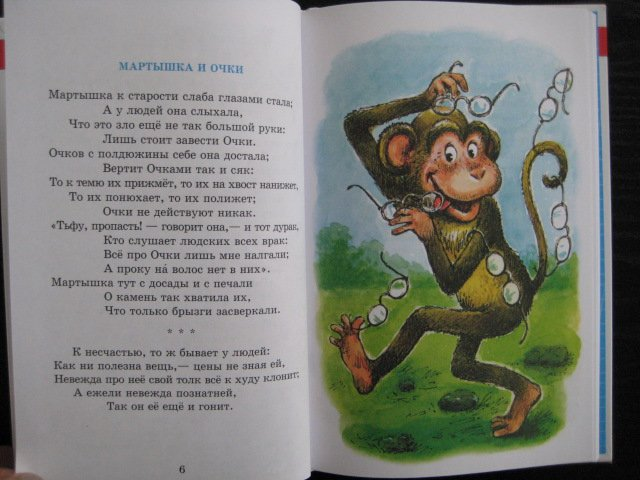 МАРТЫШКА И ОЧКИ
Мартышка к старости слаба глазами стала;
А у людей она слыхала,
Что это зло ещё не так большой руки:
Лишь стоит завести Очки.
Очков с полдюжины себе она достала;
Вертит Очками так и сяк:
То к темю их прижмёт, то их на хвост нанижет,
То их понюхает, то их полижет;
Очки не действуют никак.
«Тьфу, пропасть! — говорит она,— и тот дурак,
Кто слушает людских всех врак:
Всё про Очки лишь мне налгали;
А проку на́ волос нет в них».
Мартышка тут с досады и с печали
О камень так хватила их,
Что только брызги засверкали.
* * *
К несчастью, то ж бывает у людей:
Как ни полезна вещь,— цены не зная ей,
Невежда про неё свой толк всё к худу клонит;
А ежели невежда познатней,
Так он её ещё и гонит.
6